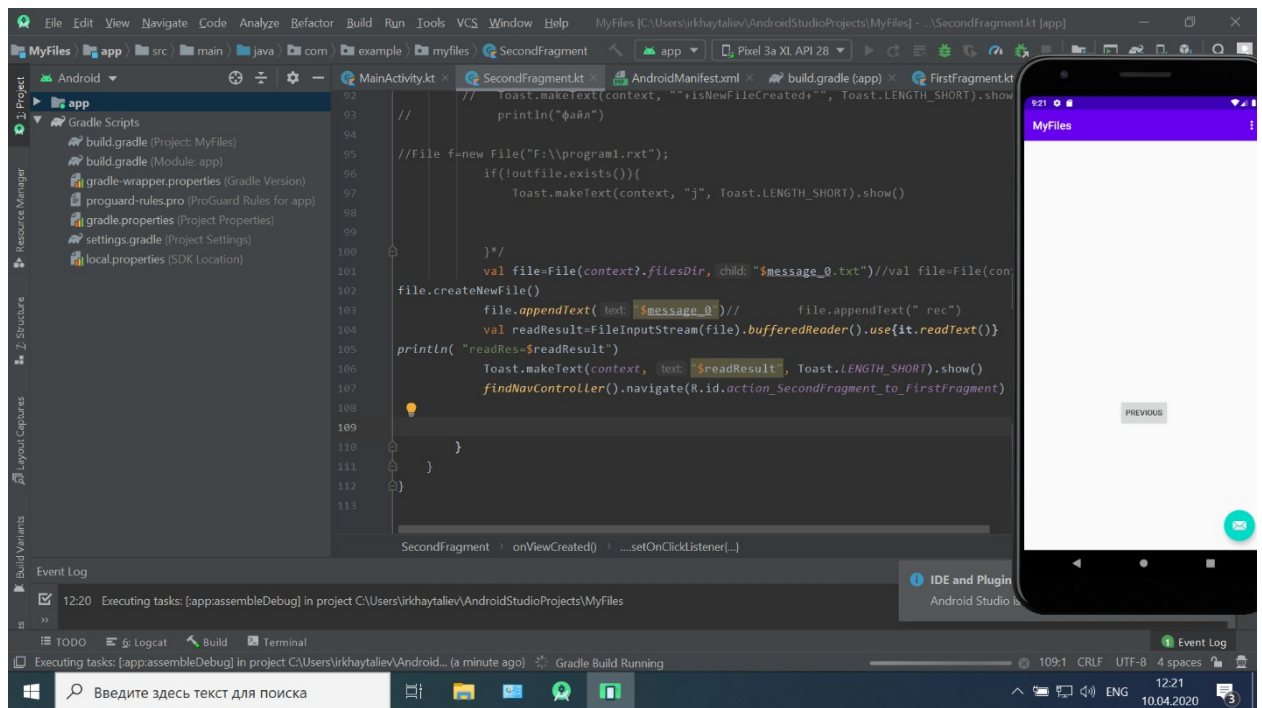 File Edit View Navigate Code Analyze Refactor Build Run Tools VCS Window Help MyFiles [C:\Users\irkhaytaliev\AndroidStudioProjects\MyFiles] - ...\SecondFragment.kt [app]
MyFiles app src main java com example myfiles SecondFragment app Pixel 3a XL API 28
Android
MainActivity.kt SecondFragment.kt AndroidManifest.xml build.gradle (:app) FirstFragment.kt
1: Project
Resource Manager
7: Structure
Layout Captures
Build Variants
app
Gradle Scripts
build.gradle (Project: MyFiles)
build.gradle (Module: app)
gradle-wrapper.properties (Gradle Version)
proguard-rules.pro (ProGuard Rules for app)
gradle.properties (Project Properties)
settings.gradle (Project Settings)
local.properties (SDK Location)
92 // Toast.makeText(context, ""+isNewFileCreated+"", Toast.LENGTH_SHORT).show
93 // println("файл")
94
95 //File f=new File("F:\\program1.rxt");
96 if(!outfile.exists()){
97 Toast.makeText(context, "j", Toast.LENGTH_SHORT).show()
98
99
100 }*/
101 val file=File(context?.filesDir, child: "$message_0.txt")//val file=File(con
102 file.createNewFile()
103 file.appendText( text: "$message_0")// file.appendText(" rec")
104 val readResult=FileInputStream(file).bufferedReader().use{it.readText()}
105 println( "readRes=$readResult")
106 Toast.makeText(context, text: "$readResult", Toast.LENGTH_SHORT).show()
107 findNavController().navigate(R.id.action_SecondFragment_to_FirstFragment)
108
109
110 }
111 }
112 }
113
SecondFragment onViewCreated() ....setOnClickListener{...}
9:21
MyFiles
PREVIOUS
Event Log
12:20 Executing tasks: [:app:assembleDebug] in project C:\Users\irkhaytaliev\AndroidStudioProjects\MyFiles
IDE and Plugin
Android Studio is
TODO 6: Logcat Build Terminal 1 Event Log
Executing tasks: [:app:assembleDebug] in project C:\Users\irkhaytaliev\Android... (a minute ago) Gradle Build Running 109:1 CRLF UTF-8 4 spaces
Введите здесь текст для поиска
ENG
12:21
10.04.2020
3